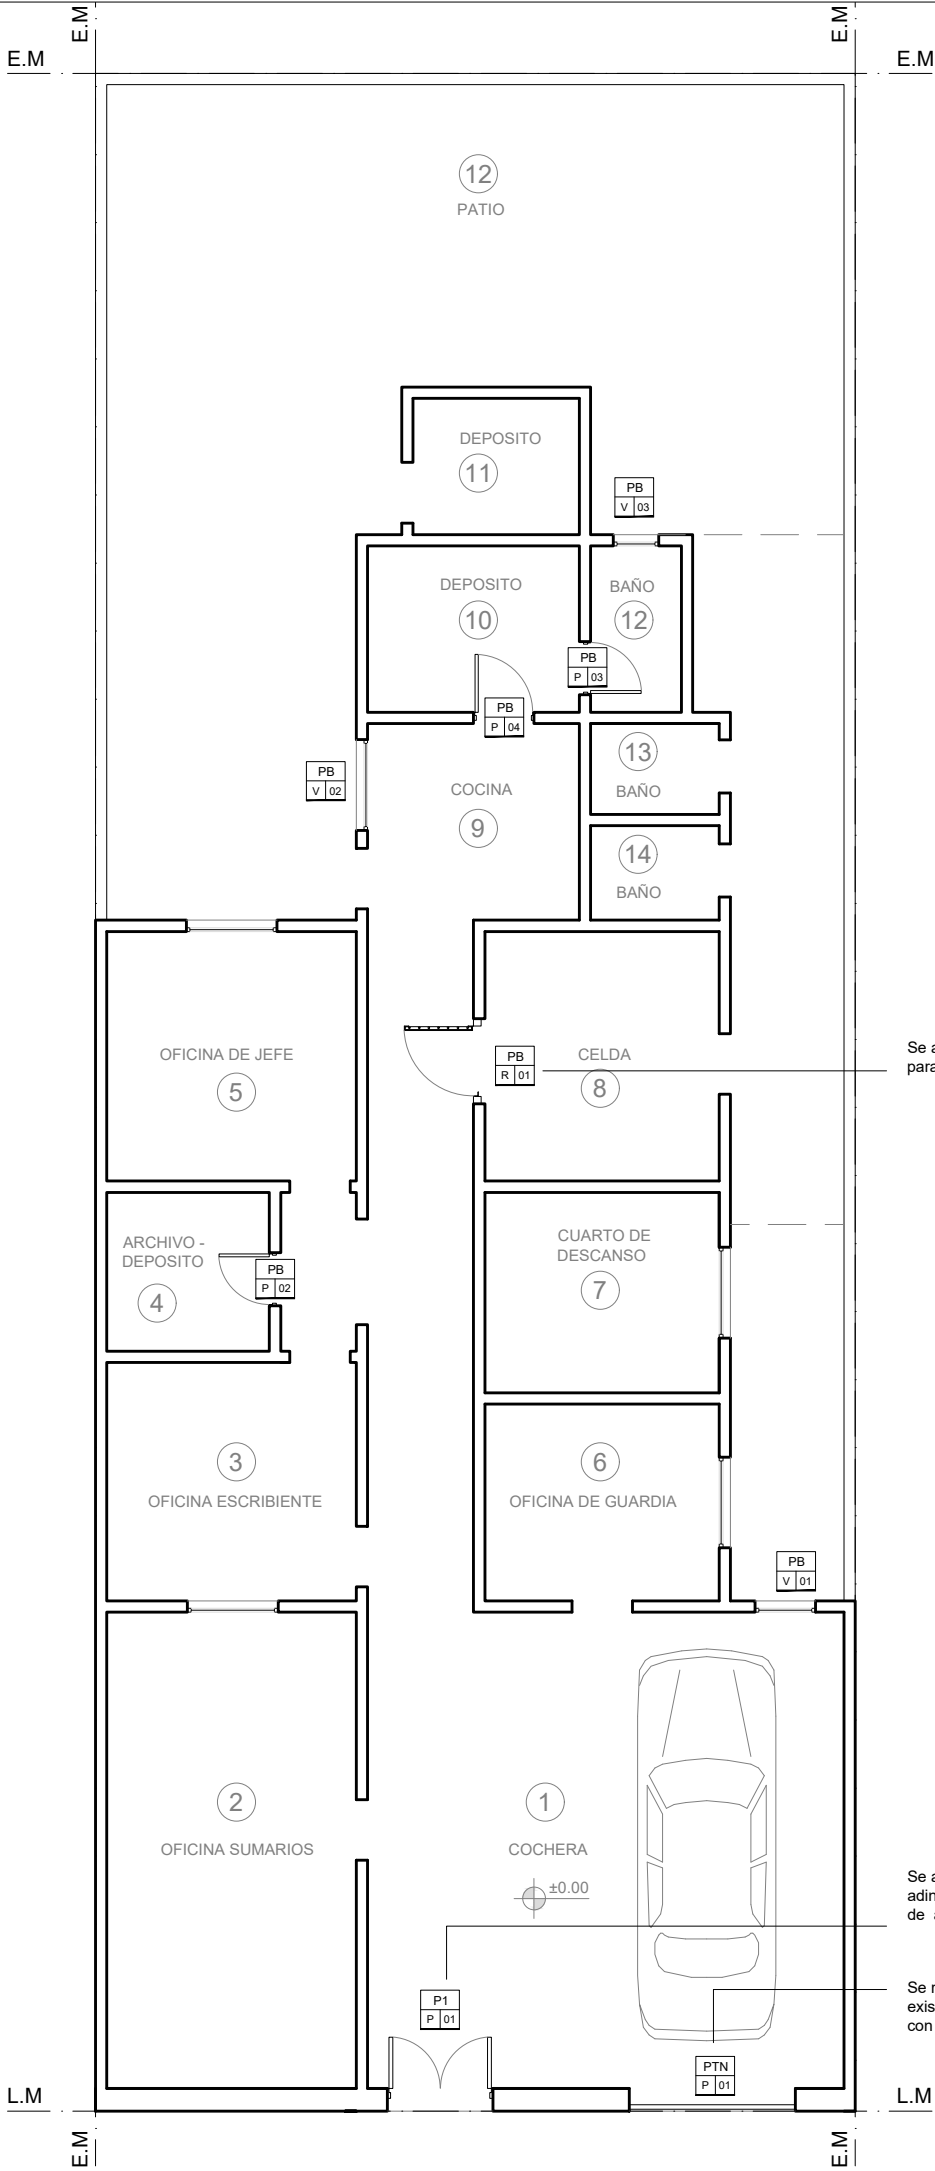 E.M
E.M
E.M
E.M
12
PATIO
DEPOSITO
11
PB
V 03
DEPOSITO
10
BAÑO
12
PB
P 03
PB
P 04
13
BAÑO
PB
V 02
COCINA
9
14
BAÑO
OFICINA DE JEFE
5
PB
R 01
CELDA
8
Se a
para
ARCHIVO -
DEPOSITO
4
PB
P 02
CUARTO DE
DESCANSO
7
3
OFICINA ESCRIBIENTE
6
OFICINA DE GUARDIA
PB
V 01
2
OFICINA SUMARIOS
1
COCHERA
±0.00
Se a
adin
de a
P1
P 01
Se r
exis
con
PTN
P 01
L.M
L.M
E.M
E.M